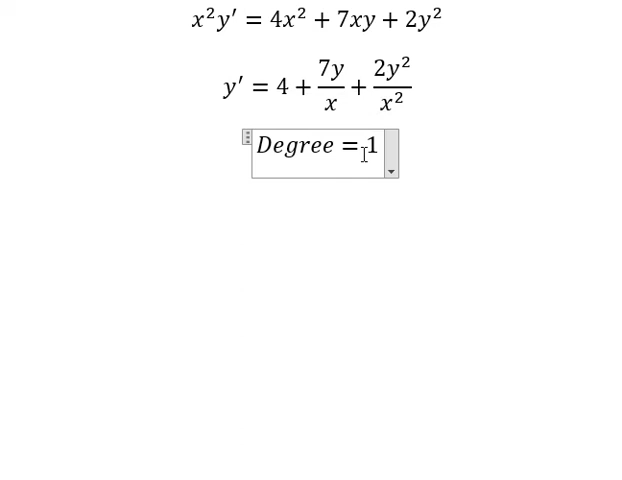 x²y′ = 4x² + 7xy + 2y²
y′ = 4 + 7y/x + 2y²/x²
Degree = 1